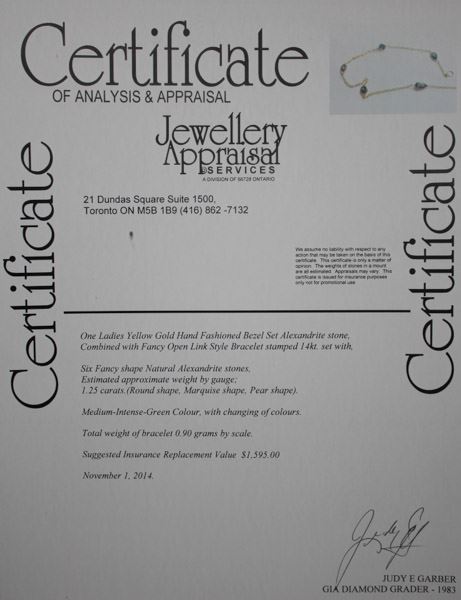 Certificate
OF ANALYSIS & APPRAISAL
Jewellery
Appraisal
& SERVICES
A DIVISION OF 66728 ONTARIO
21 Dundas Square Suite 1500,
Toronto ON M5B 1B9 (416) 862 -7132
Certificate
Certificate
We assume no liability with respect to any
action that may be taken on the basis of this
certificate. This certificate is only a matter of
opinion. The weights of stones in a mount
are all estimated. Appraisals may vary. This
certificate is issued for insurance purposes
only not for promotional use
One Ladies Yellow Gold Hand Fashioned Bezel Set Alexandrite stone,
Combined with Fancy Open Link Style Bracelet stamped 14kt. set with,
Six Fancy shape Natural Alexandrite stones,
Estimated approximate weight by gauge;
1.25 carats.(Round shape, Marquise shape, Pear shape).
Medium-Intense-Green Colour, with changing of colours.
Total weight of bracelet 0.90 grams by scale.
Suggested Insurance Replacement Value $1,595.00
November 1, 2014.
JUDY E GARBER
GIA DIAMOND GRADER - 1983